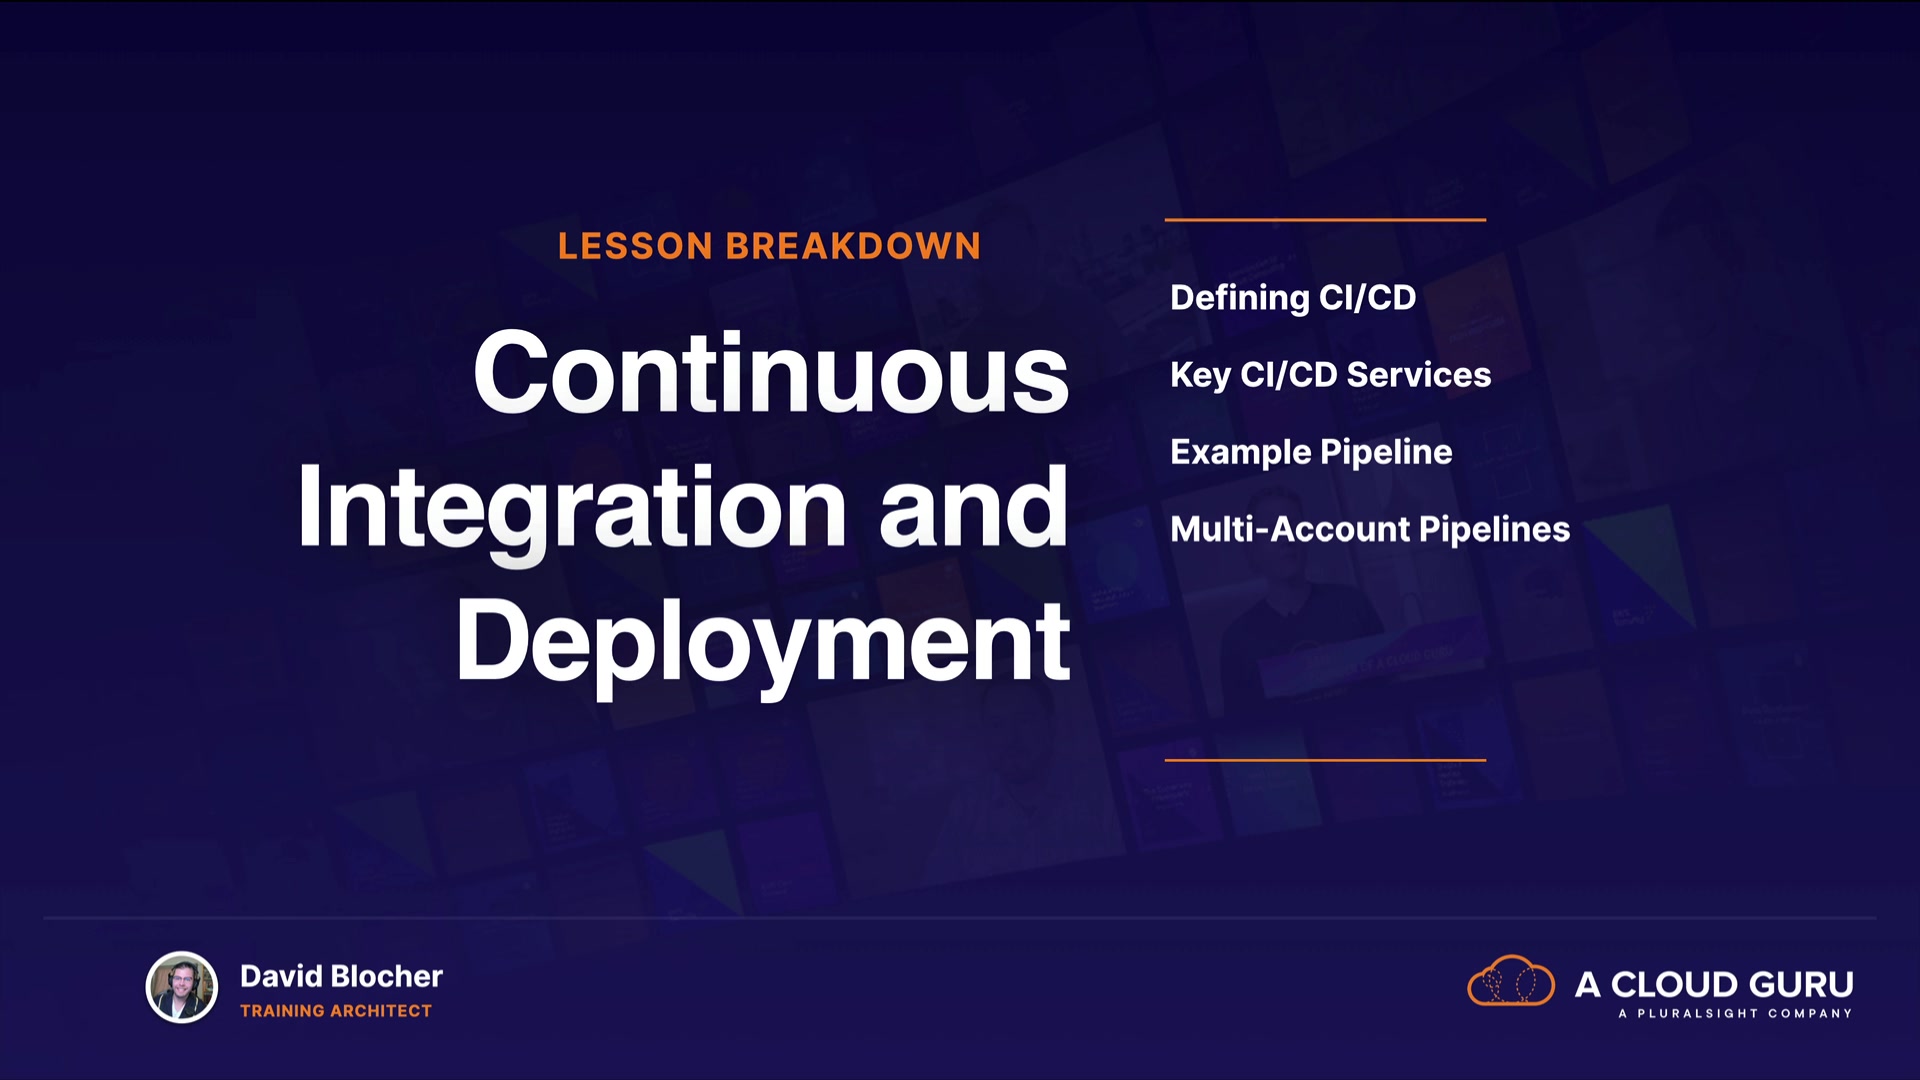 LESSON BREAKDOWN
Continuous
Integration and
Deployment
Defining CI/CD
Key CI/CD Services
Example Pipeline
Multi-Account Pipelines
David Blocher
TRAINING ARCHITECT
A CLOUD GURU
A PLURALSIGHT COMPANY